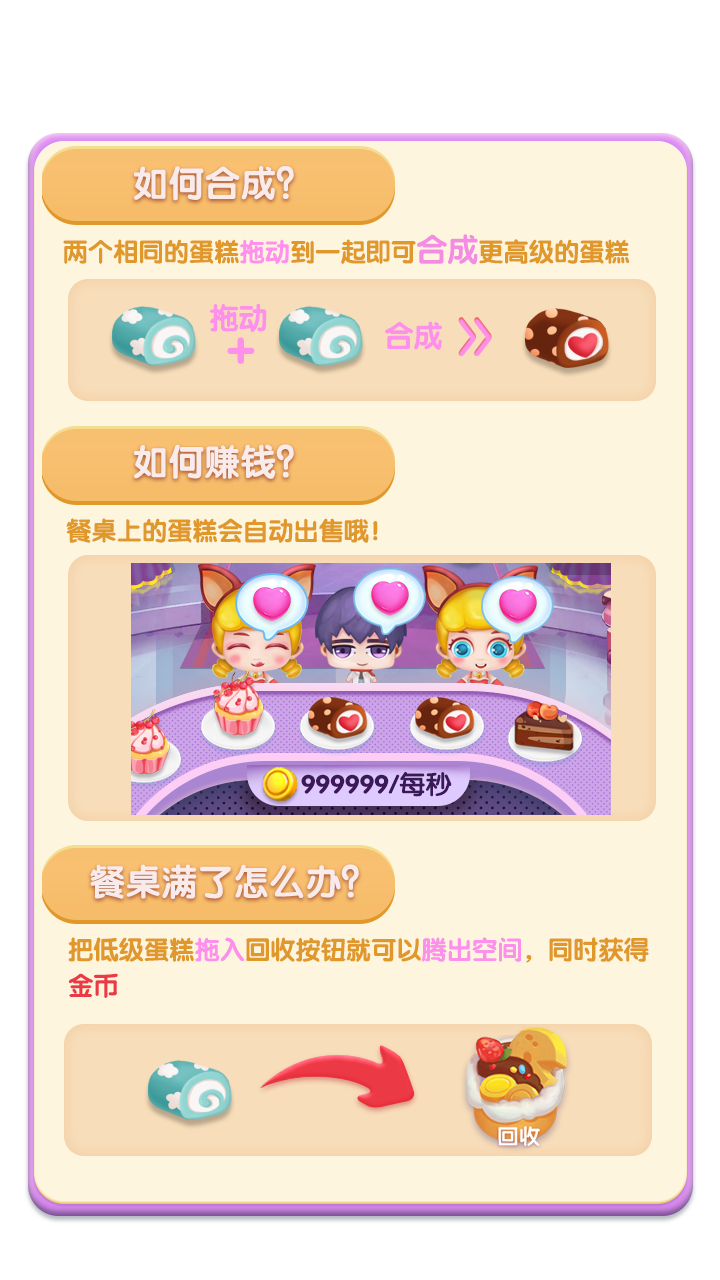 如何合成？
两个相同的蛋糕拖动到一起即可合成更高级的蛋糕
拖动
+
合成
如何赚钱？
餐桌上的蛋糕会自动出售哦！
999999/每秒
餐桌满了怎么办？
把低级蛋糕拖入回收按钮就可以腾出空间，同时获得
金币
回收